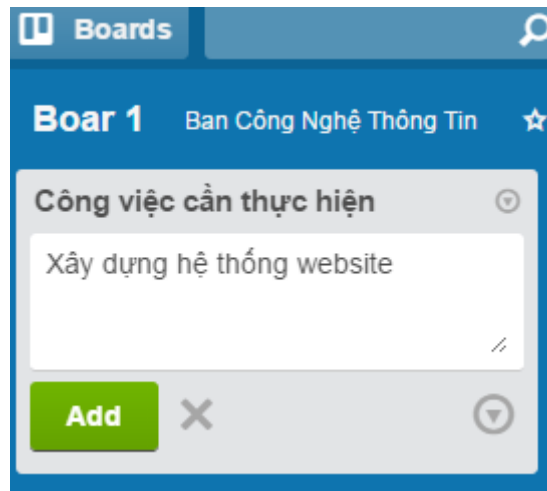 Boards
Boar 1 Ban Công Nghệ Thông Tin
Công việc cần thực hiện
Xây dựng hệ thống website
Add